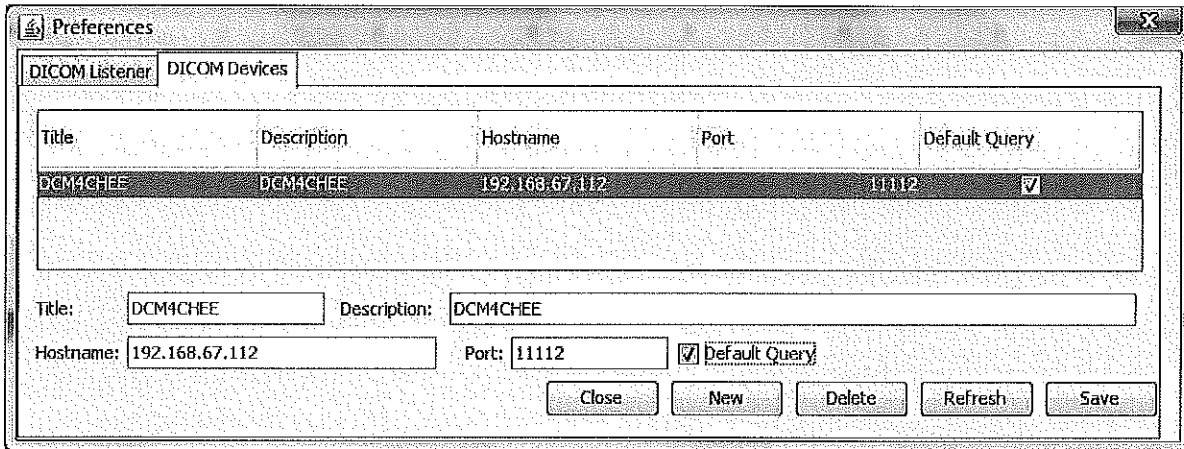 Preferences
DICOM Listener DICOM Devices
Title Description Hostname Port Default Query
DCM4CHEE DCM4CHEE 192.168.67.112 11112
Title: DCM4CHEE Description: DCM4CHEE
Hostname: 192.168.67.112 Port: 11112 Default Query
Close New Delete Refresh Save